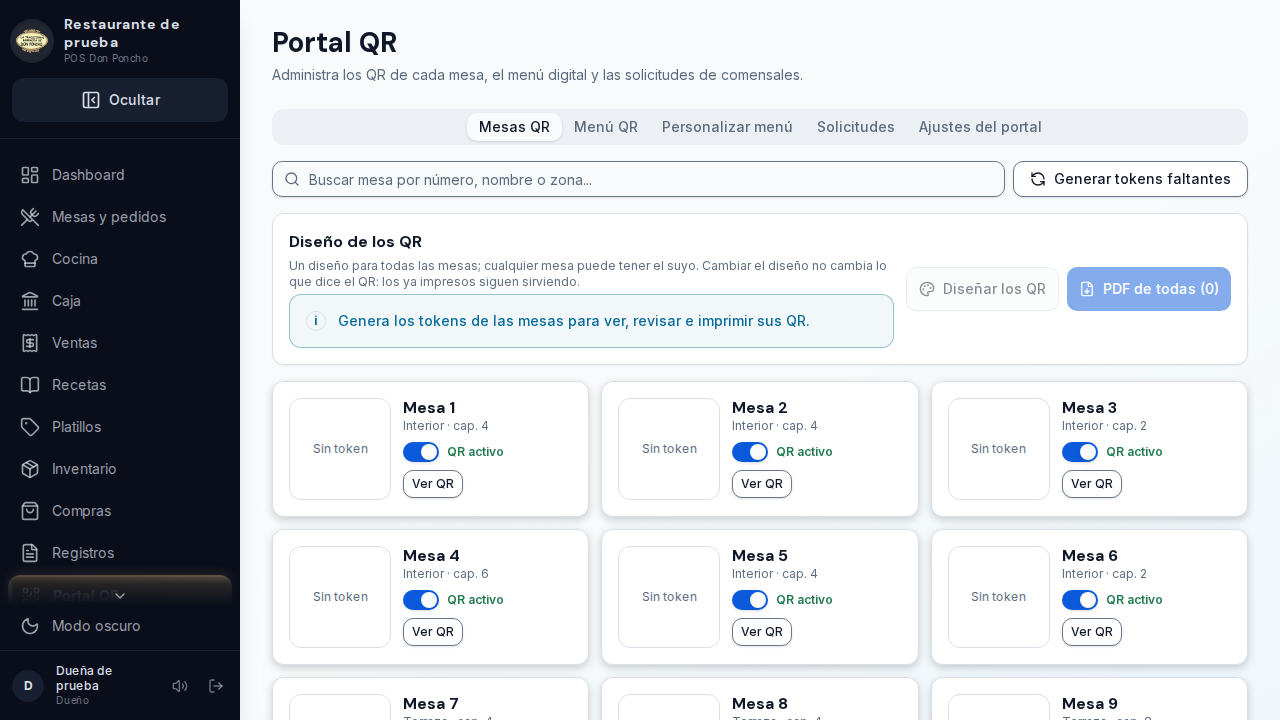 Restaurante de
prueba
POS Don Poncho
Ocultar
Dashboard
Mesas y pedidos
Cocina
Caja
Ventas
Recetas
Platillos
Inventario
Compras
Registros
Portal QR
Modo oscuro
D
Dueña de
prueba
Dueño
Portal QR
Administra los QR de cada mesa, el menú digital y las solicitudes de comensales.
Mesas QR
Menú QR
Personalizar menú
Solicitudes
Ajustes del portal
Buscar mesa por número, nombre o zona...
Generar tokens faltantes
Diseño de los QR
Un diseño para todas las mesas; cualquier mesa puede tener el suyo. Cambiar el diseño no cambia lo
que dice el QR: los ya impresos siguen sirviendo.
i
Genera los tokens de las mesas para ver, revisar e imprimir sus QR.
Diseñar los QR
PDF de todas (0)
Sin token
Mesa 1
Interior · cap. 4
QR activo
Ver QR
Sin token
Mesa 2
Interior · cap. 4
QR activo
Ver QR
Sin token
Mesa 3
Interior · cap. 2
QR activo
Ver QR
Sin token
Mesa 4
Interior · cap. 6
QR activo
Ver QR
Sin token
Mesa 5
Interior · cap. 4
QR activo
Ver QR
Sin token
Mesa 6
Interior · cap. 2
QR activo
Ver QR
Mesa 7
Mesa 8
Mesa 9